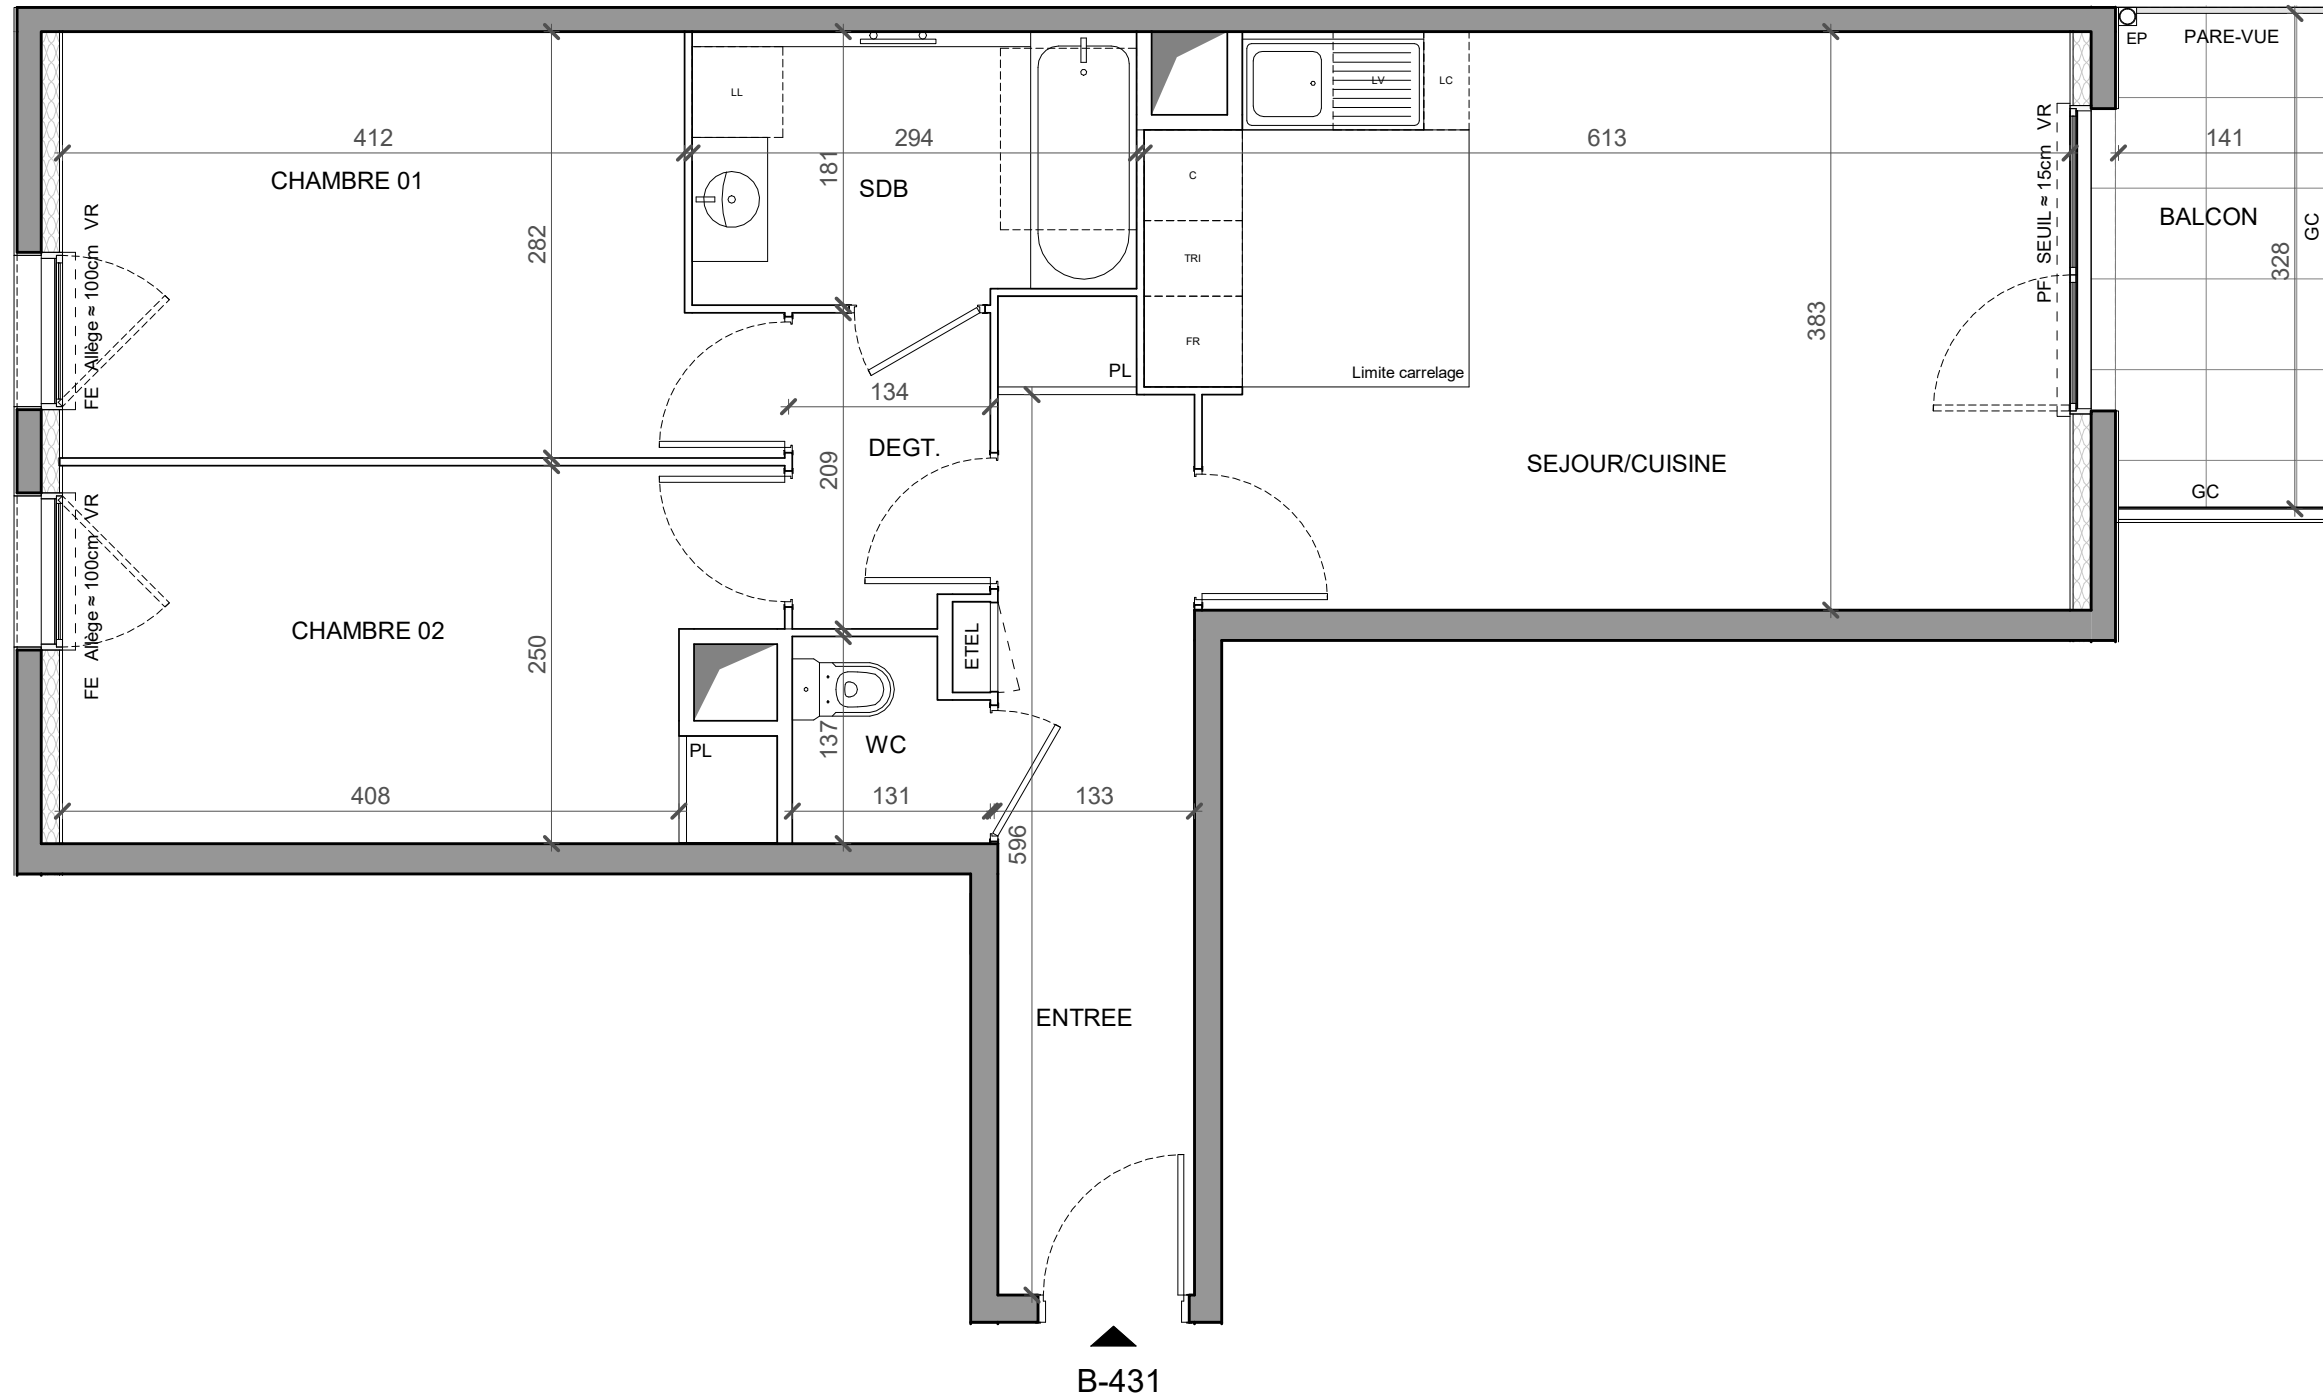 EP
PARE-VUE
LL
LV
LC
412
294
613
141
CHAMBRE 01
181
SDB
C
BALCON
GC
282
TRI
328
FE Allège ≈ 100cm VR
PF SEUIL ≈ 15cm VR
383
FR
PL
Limite carrelage
134
DEGT.
209
SEJOUR/CUISINE
GC
FE Allège ≈ 100cm VR
CHAMBRE 02
250
ETEL
PL
137
WC
408
131
133
596
ENTREE
B-431